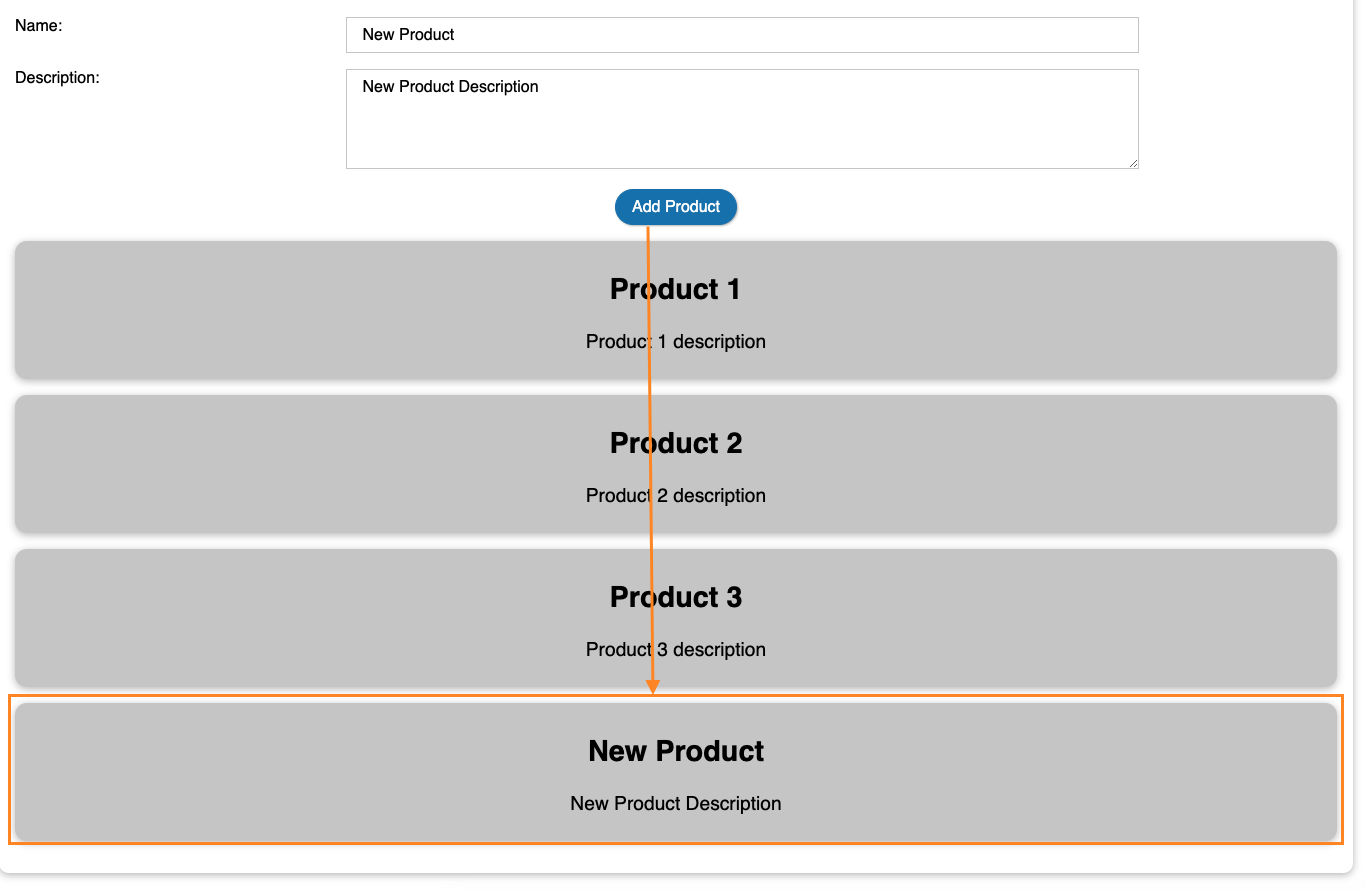 Name:
New Product
Description:
New Product Description
Add Product
Product 1
Product 1 description
Product 2
Product 2 description
Product 3
Product 3 description
New Product
New Product Description